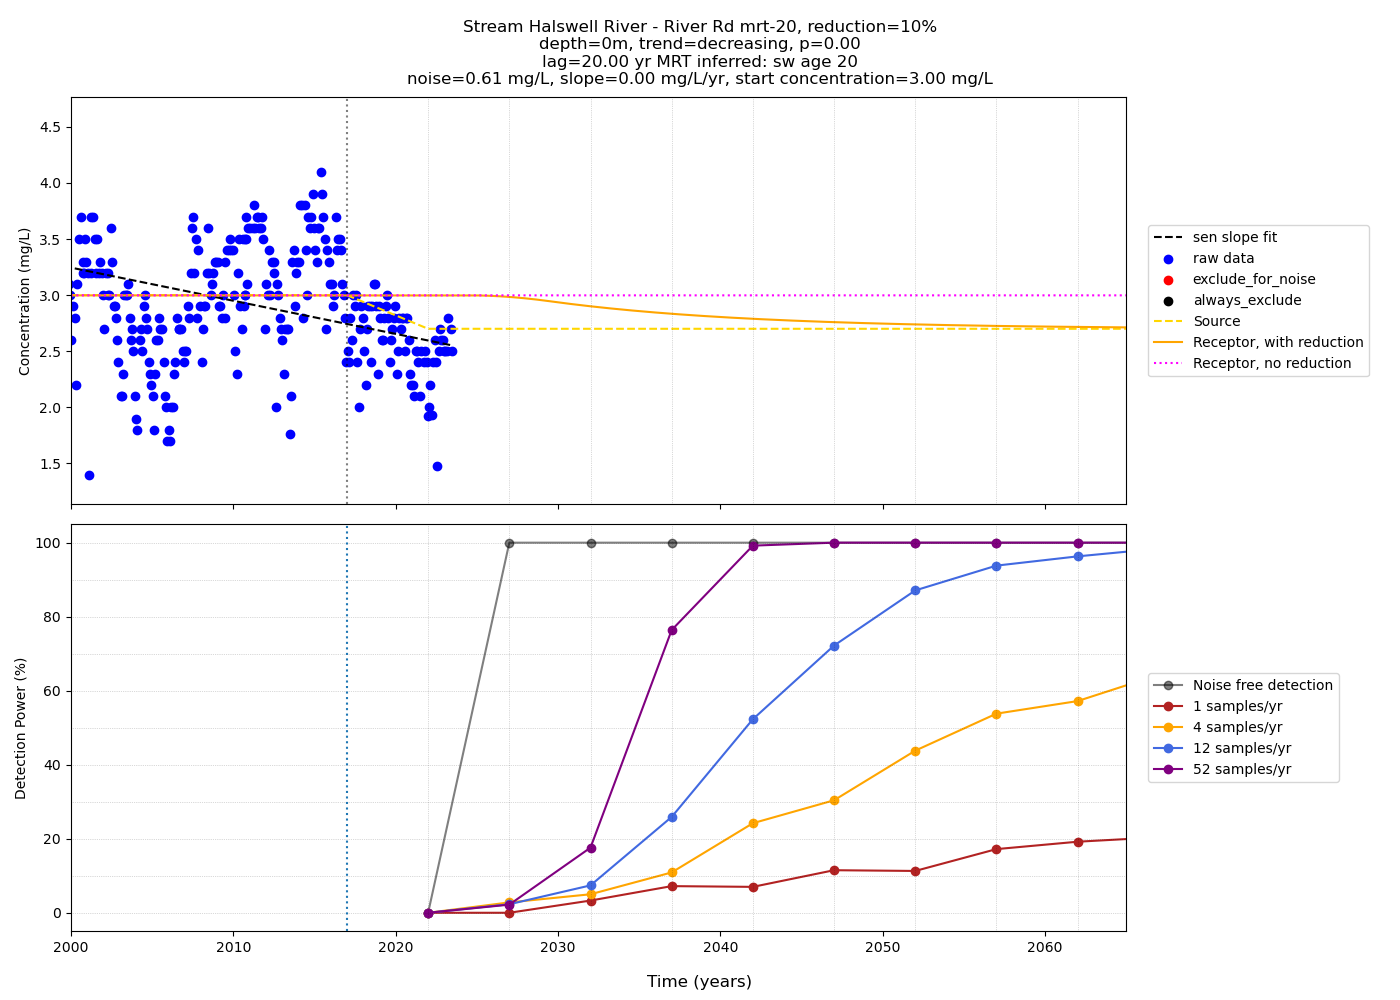 Stream Halswell River - River Rd mrt-20, reduction=10%
depth=0m, trend=decreasing, p=0.00
lag=20.00 yr MRT inferred: sw age 20
noise=0.61 mg/L, slope=0.00 mg/L/yr, start concentration=3.00 mg/L
4.5
4.0
3.5
3.0
2.5
2.0
1.5
Concentration (mg/L)
sen slope fit
raw data
exclude_for_noise
always_exclude
Source
Receptor, with reduction
Receptor, no reduction
100
80
60
40
20
0
Detection Power (%)
Noise free detection
1 samples/yr
4 samples/yr
12 samples/yr
52 samples/yr
2000 2010 2020 2030 2040 2050 2060
Time (years)